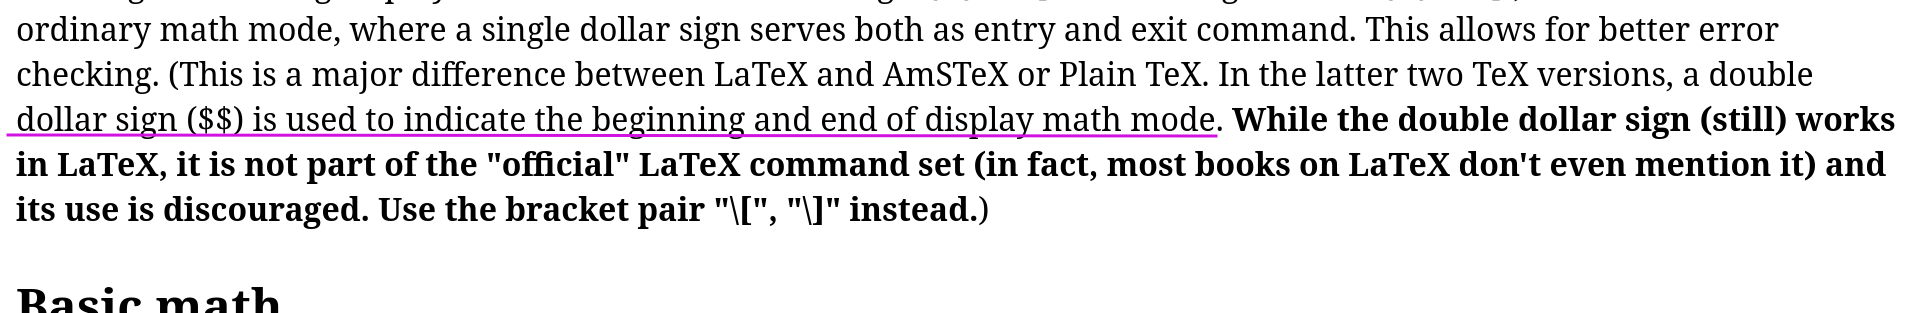 ordinary math mode, where a single dollar sign serves both as entry and exit command. This allows for better error
checking. (This is a major difference between LaTeX and AmSTeX or Plain TeX. In the latter two TeX versions, a double
dollar sign ($$) is used to indicate the beginning and end of display math mode. While the double dollar sign (still) works
in LaTeX, it is not part of the "official" LaTeX command set (in fact, most books on LaTeX don't even mention it) and
its use is discouraged. Use the bracket pair "\[", "\]" instead.)
Basic math